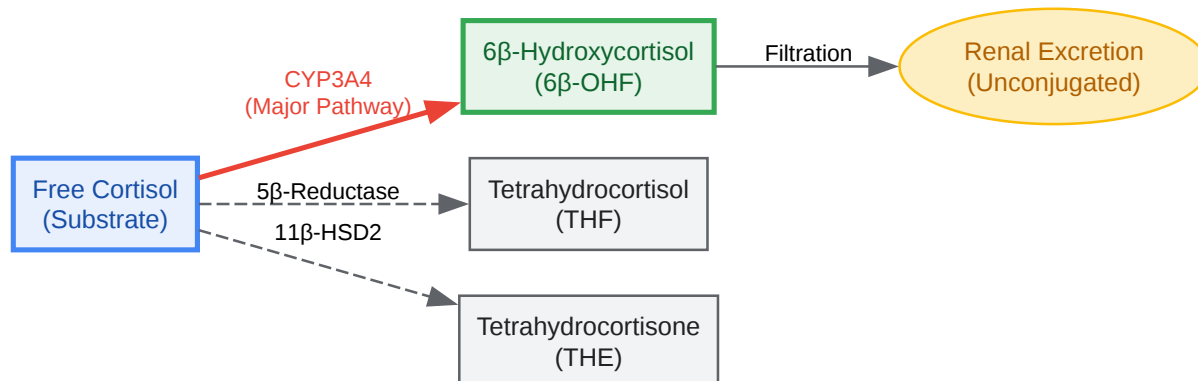 6β-Hydroxycortisol
(6β-OHF)
Filtration
Renal Excretion
(Unconjugated)
CYP3A4
(Major Pathway)
Free Cortisol
(Substrate)
5β-Reductase
Tetrahydrocortisol
(THF)
11β-HSD2
Tetrahydrocortisone
(THE)